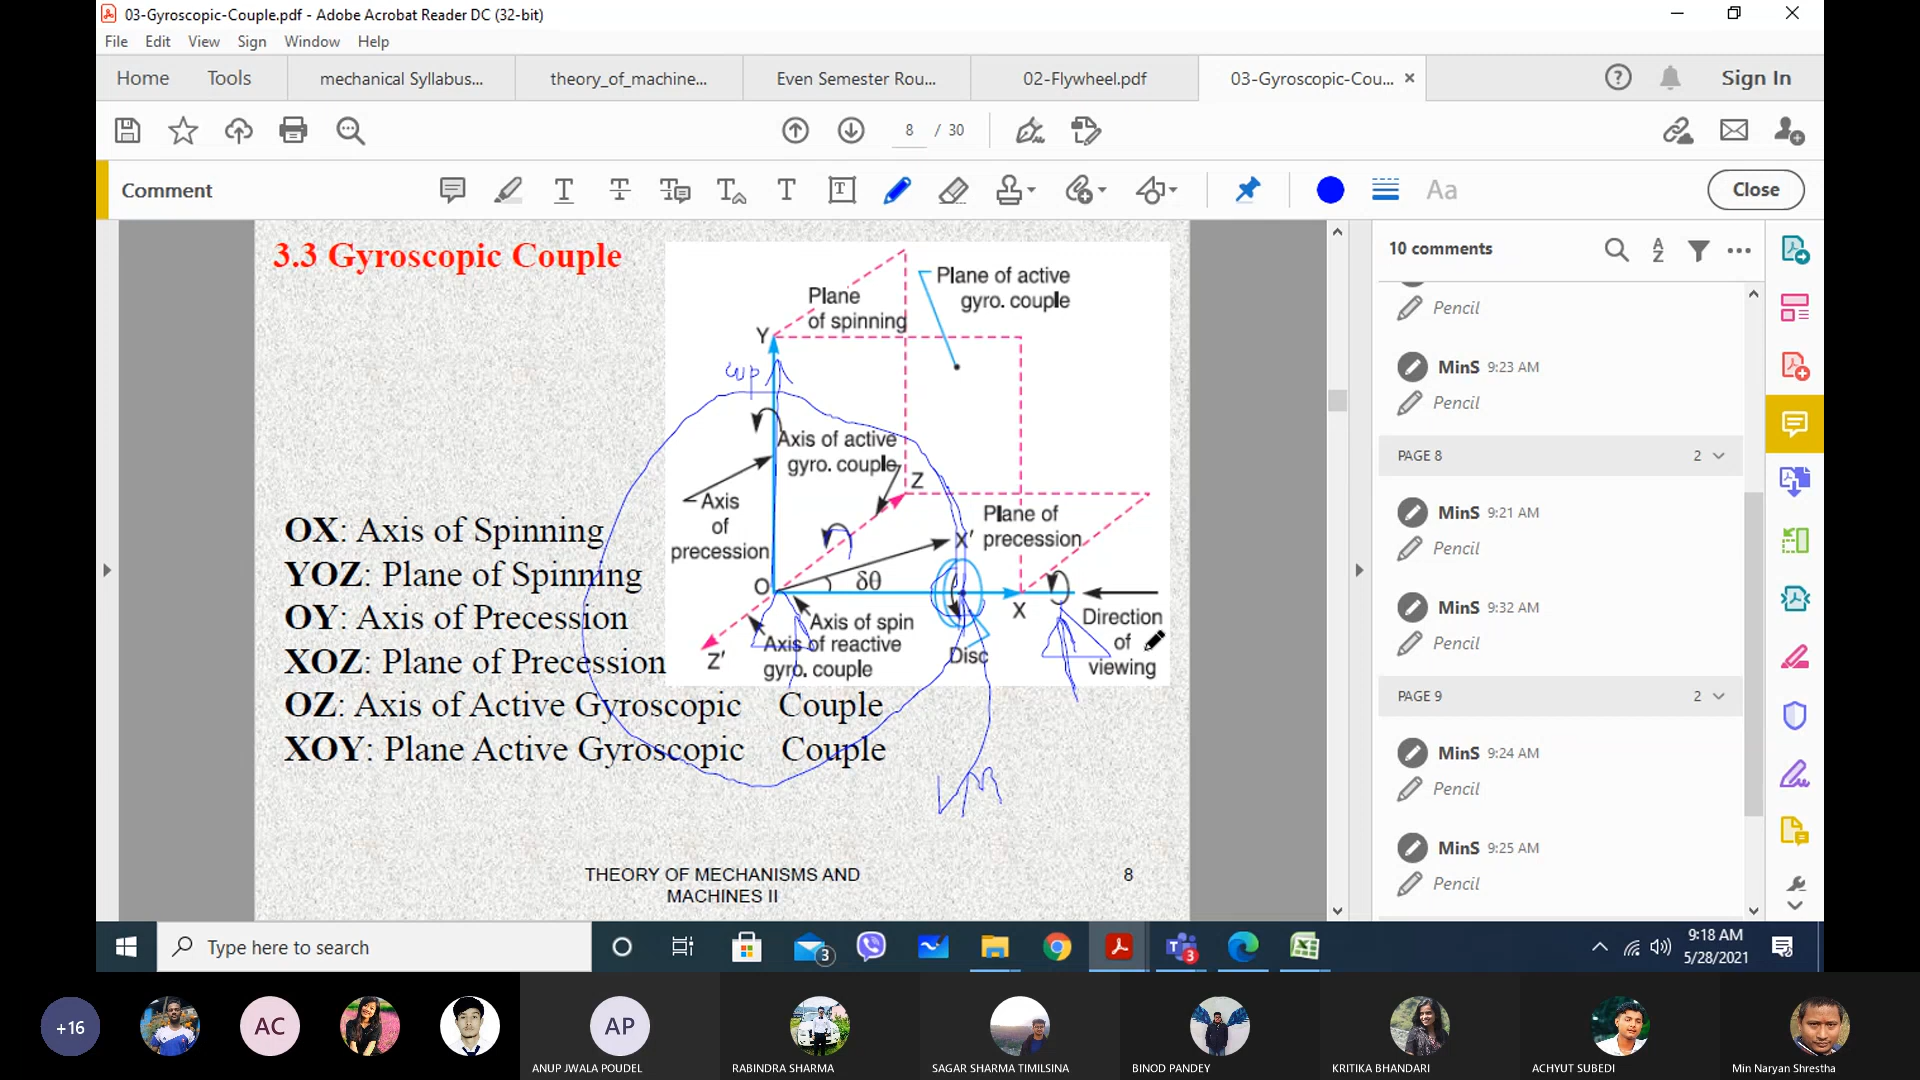 03-Gyroscopic-Couple.pdf - Adobe Acrobat Reader DC (32-bit)
File Edit View Sign Window Help
Home Tools mechanical Syllabus... theory_of_machine... Even Semester Rou... 02-Flywheel.pdf 03-Gyroscopic-Cou... Sign In
8 / 30
Comment Aa Close
3.3 Gyroscopic Couple
Plane of active
gyro. couple
Plane
of spinning
Y
ωp
Axis of active
gyro. couple
Z
Axis
of
precession
Plane of
precession
X'
O
δθ
X
Axis of spin
Direction
of
viewing
Axis of reactive
gyro. couple
Z'
Disc
OX: Axis of Spinning
YOZ: Plane of Spinning
OY: Axis of Precession
XOZ: Plane of Precession
OZ: Axis of Active Gyroscopic Couple
XOY: Plane Active Gyroscopic Couple
THEORY OF MECHANISMS AND
MACHINES II
8
10 comments
Pencil
MinS 9:23 AM
Pencil
PAGE 8 2
MinS 9:21 AM
Pencil
MinS 9:32 AM
Pencil
PAGE 9 2
MinS 9:24 AM
Pencil
MinS 9:25 AM
Pencil
Type here to search
3
3
9:18 AM
5/28/2021
+16 AC AP
ANUP JWALA POUDEL RABINDRA SHARMA SAGAR SHARMA TIMILSINA BINOD PANDEY KRITIKA BHANDARI ACHYUT SUBEDI Min Naryan Shrestha